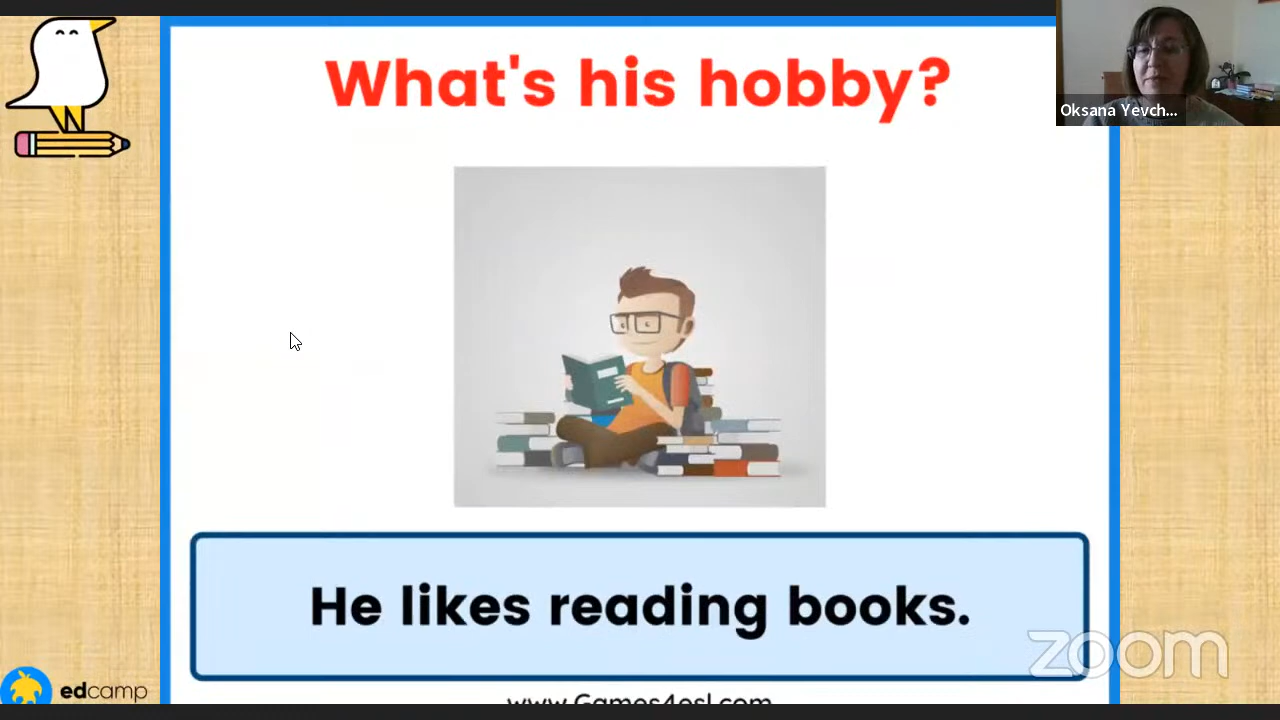 What's his hobby?
Oksana Yevch...
He likes reading books.
zoom
edcamp
www.Games4esl.com